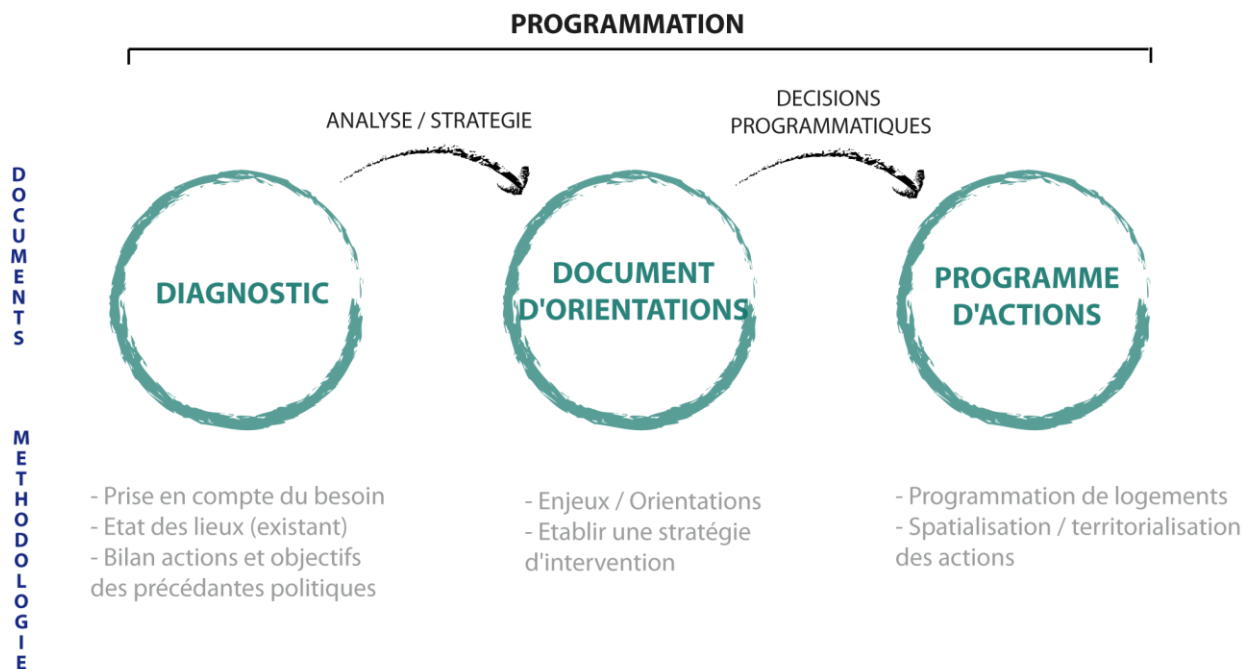 PROGRAMMATION
ANALYSE / STRATEGIE
DECISIONS
PROGRAMMATIQUES
DOCUMENTS
DIAGNOSTIC
DOCUMENT
D'ORIENTATIONS
PROGRAMME
D'ACTIONS
METHODOLOGIE
- Prise en compte du besoin
- Etat des lieux (existant)
- Bilan actions et objectifs
des précédantes politiques
- Enjeux / Orientations
- Etablir une stratégie
d'intervention
- Programmation de logements
- Spatialisation / territorialisation
des actions